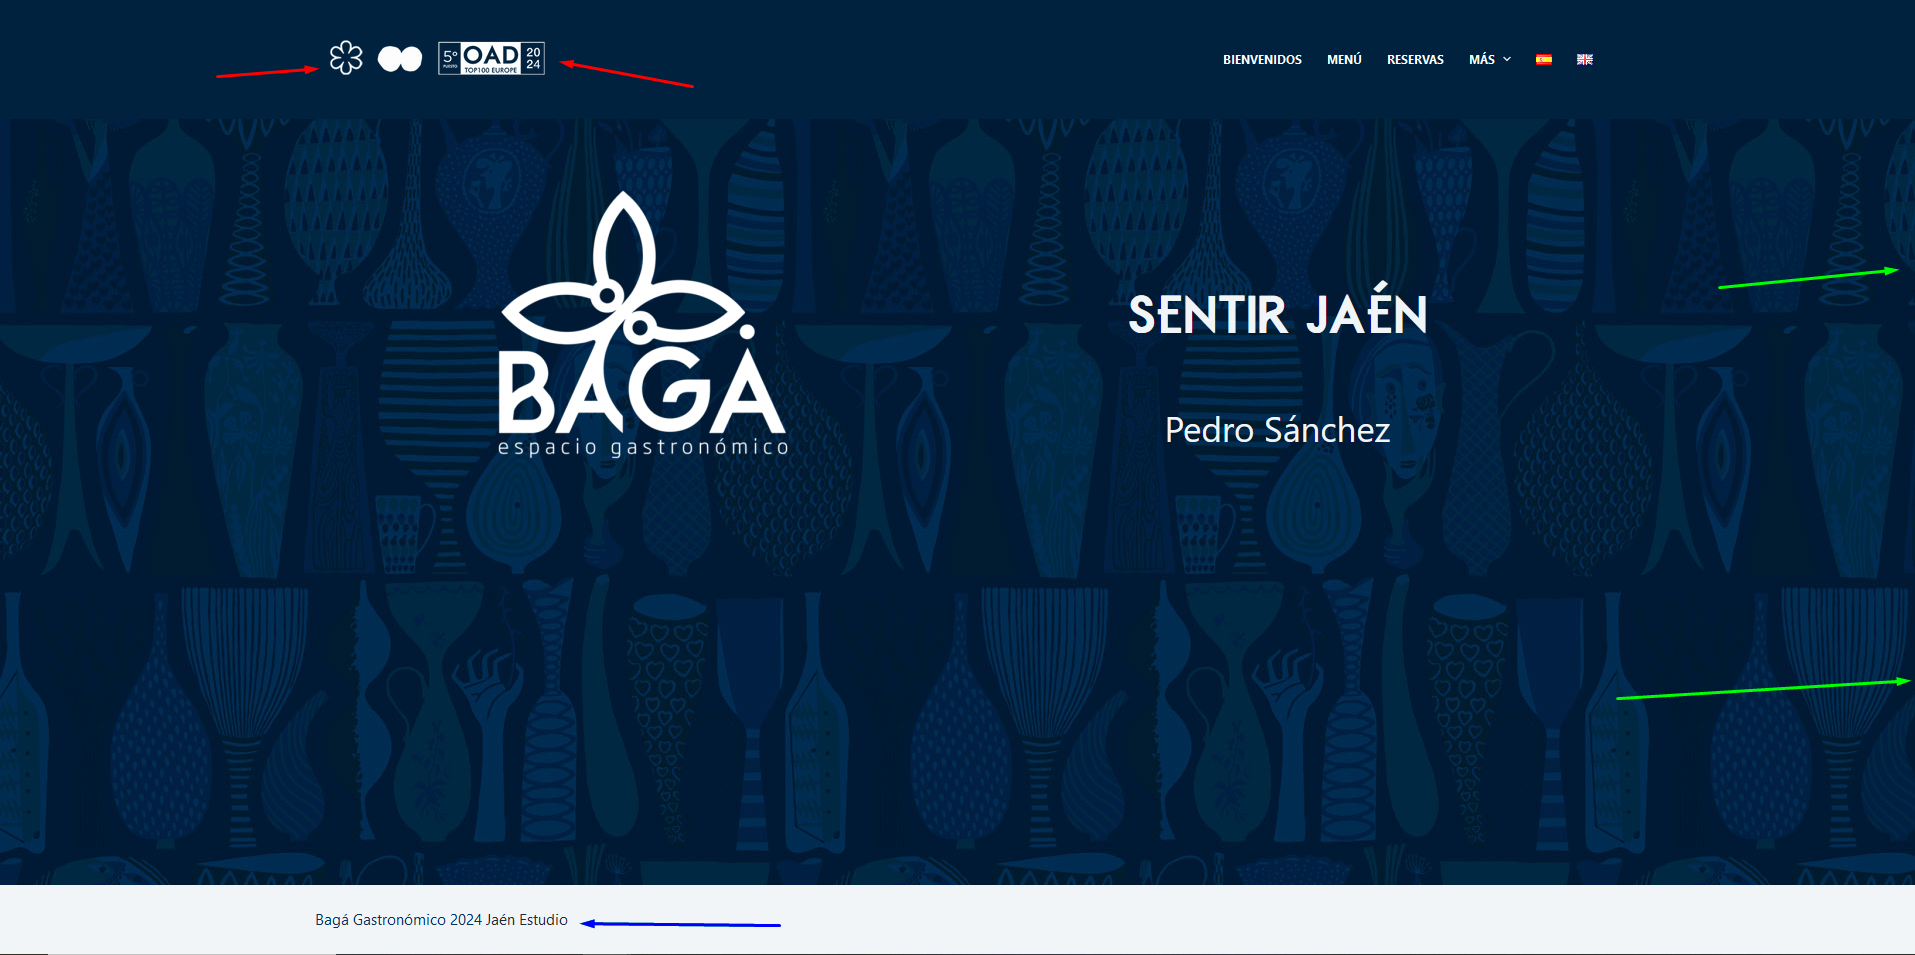 5º
PUESTO
OAD
TOP100 EUROPE
20
24
BIENVENIDOS
MENÚ
RESERVAS
MÁS
BAGÁ
espacio gastronómico
SENTIR JAÉN
Pedro Sánchez
Bagá Gastronómico 2024 Jaén Estudio